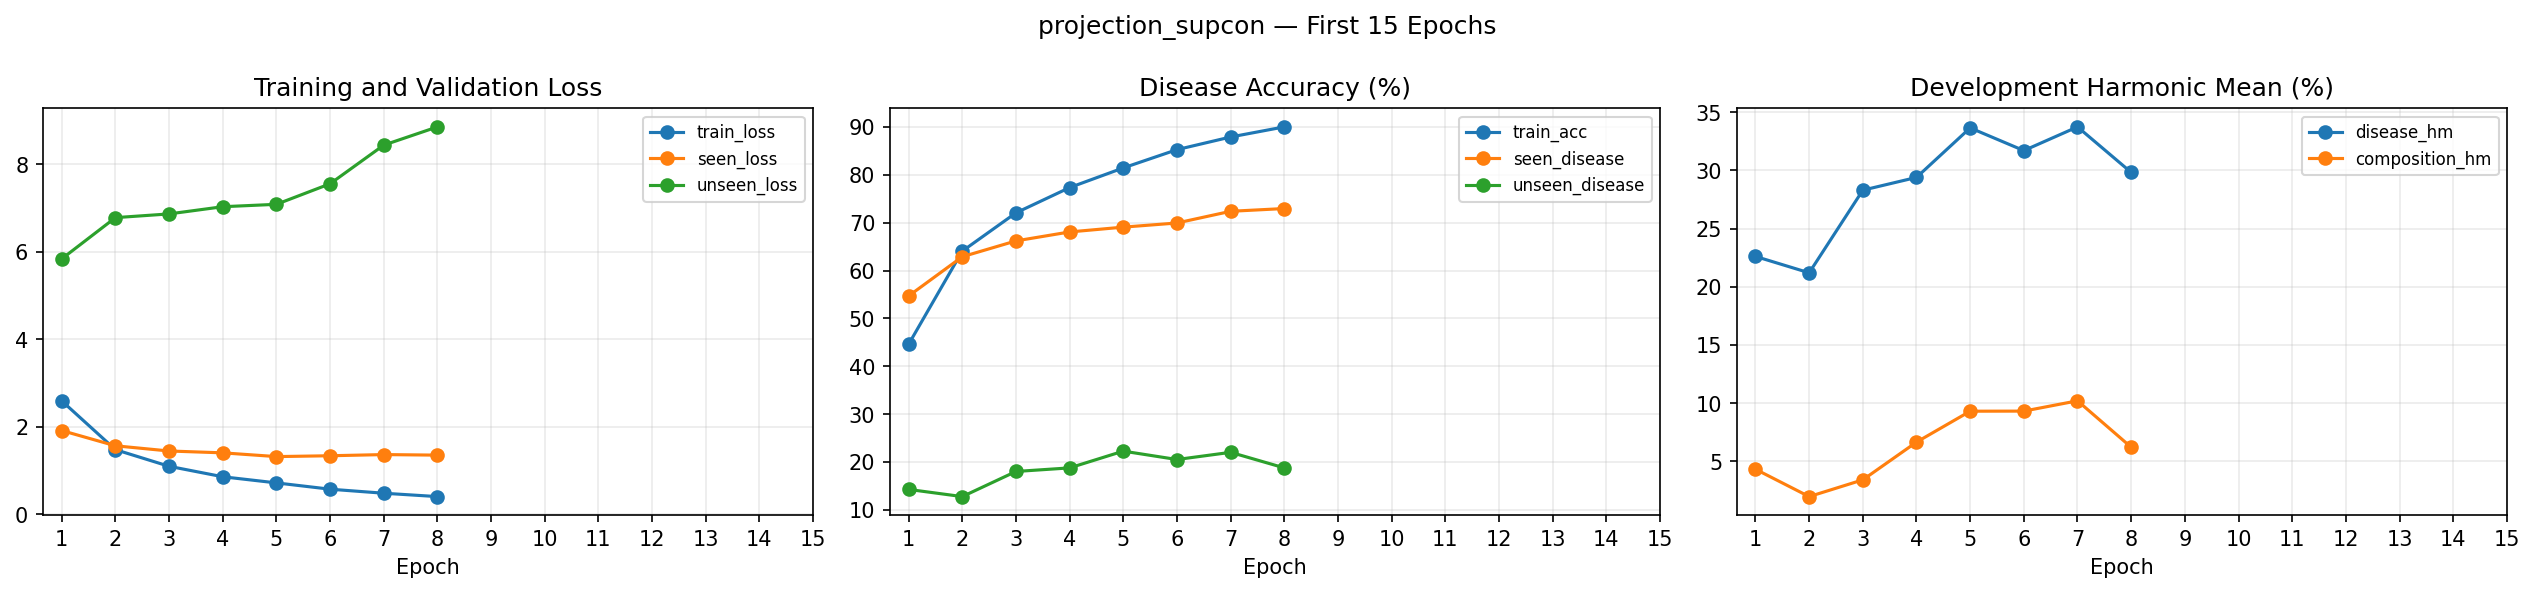 projection_supcon — First 15 Epochs
Training and Validation Loss
train_loss
seen_loss
unseen_loss
8
6
4
2
0
1 2 3 4 5 6 7 8 9 10 11 12 13 14 15
Epoch
Disease Accuracy (%)
train_acc
seen_disease
unseen_disease
90
80
70
60
50
40
30
20
10
1 2 3 4 5 6 7 8 9 10 11 12 13 14 15
Epoch
Development Harmonic Mean (%)
disease_hm
composition_hm
35
30
25
20
15
10
5
1 2 3 4 5 6 7 8 9 10 11 12 13 14 15
Epoch